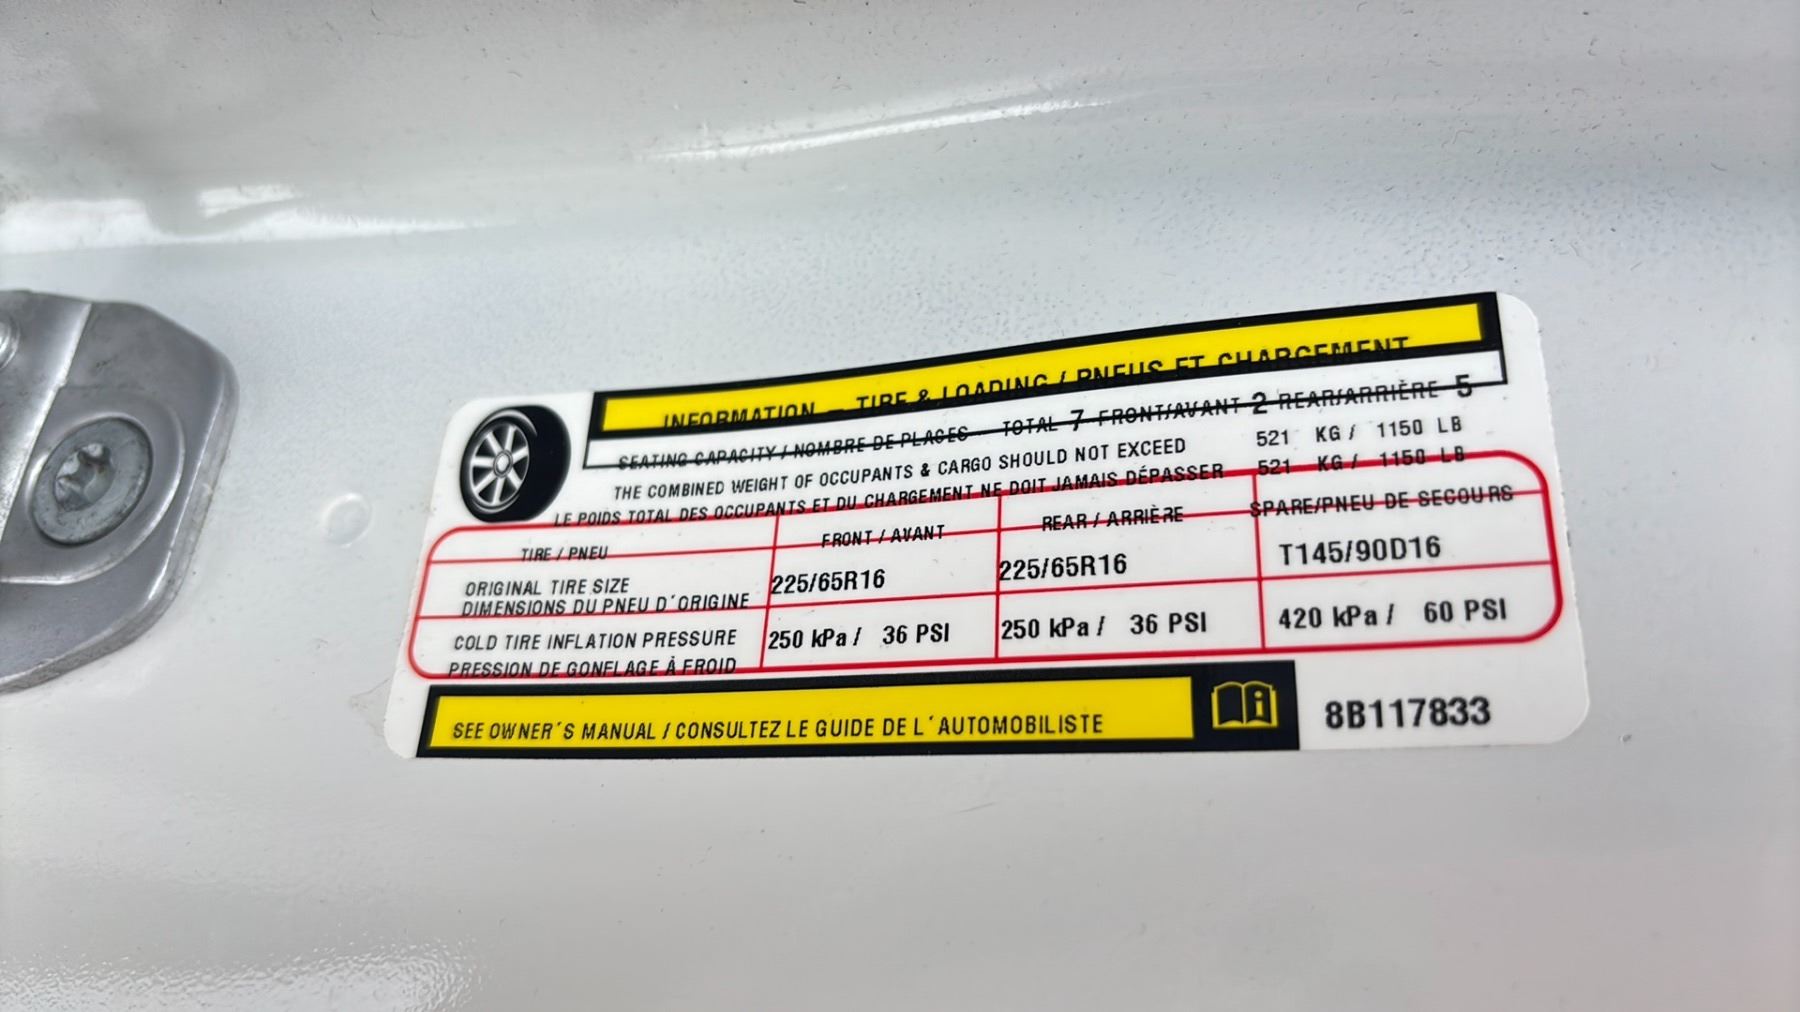 INFORMATION – TIRE & LOADING / PNEUS ET CHARGEMENT
SEATING CAPACITY / NOMBRE DE PLACES TOTAL 7 FRONT/AVANT 2 REAR/ARRIÈRE 5
THE COMBINED WEIGHT OF OCCUPANTS & CARGO SHOULD NOT EXCEED 521 KG / 1150 LB
LE POIDS TOTAL DES OCCUPANTS ET DU CHARGEMENT NE DOIT JAMAIS DÉPASSER 521 KG / 1150 LB
TIRE / PNEU FRONT / AVANT REAR / ARRIÈRE SPARE/PNEU DE SECOURS
ORIGINAL TIRE SIZE 225/65R16 225/65R16 T145/90D16
DIMENSIONS DU PNEU D'ORIGINE
COLD TIRE INFLATION PRESSURE 250 kPa / 36 PSI 250 kPa / 36 PSI 420 kPa / 60 PSI
PRESSION DE GONFLAGE À FROID
SEE OWNER'S MANUAL / CONSULTEZ LE GUIDE DE L'AUTOMOBILISTE 8B117833